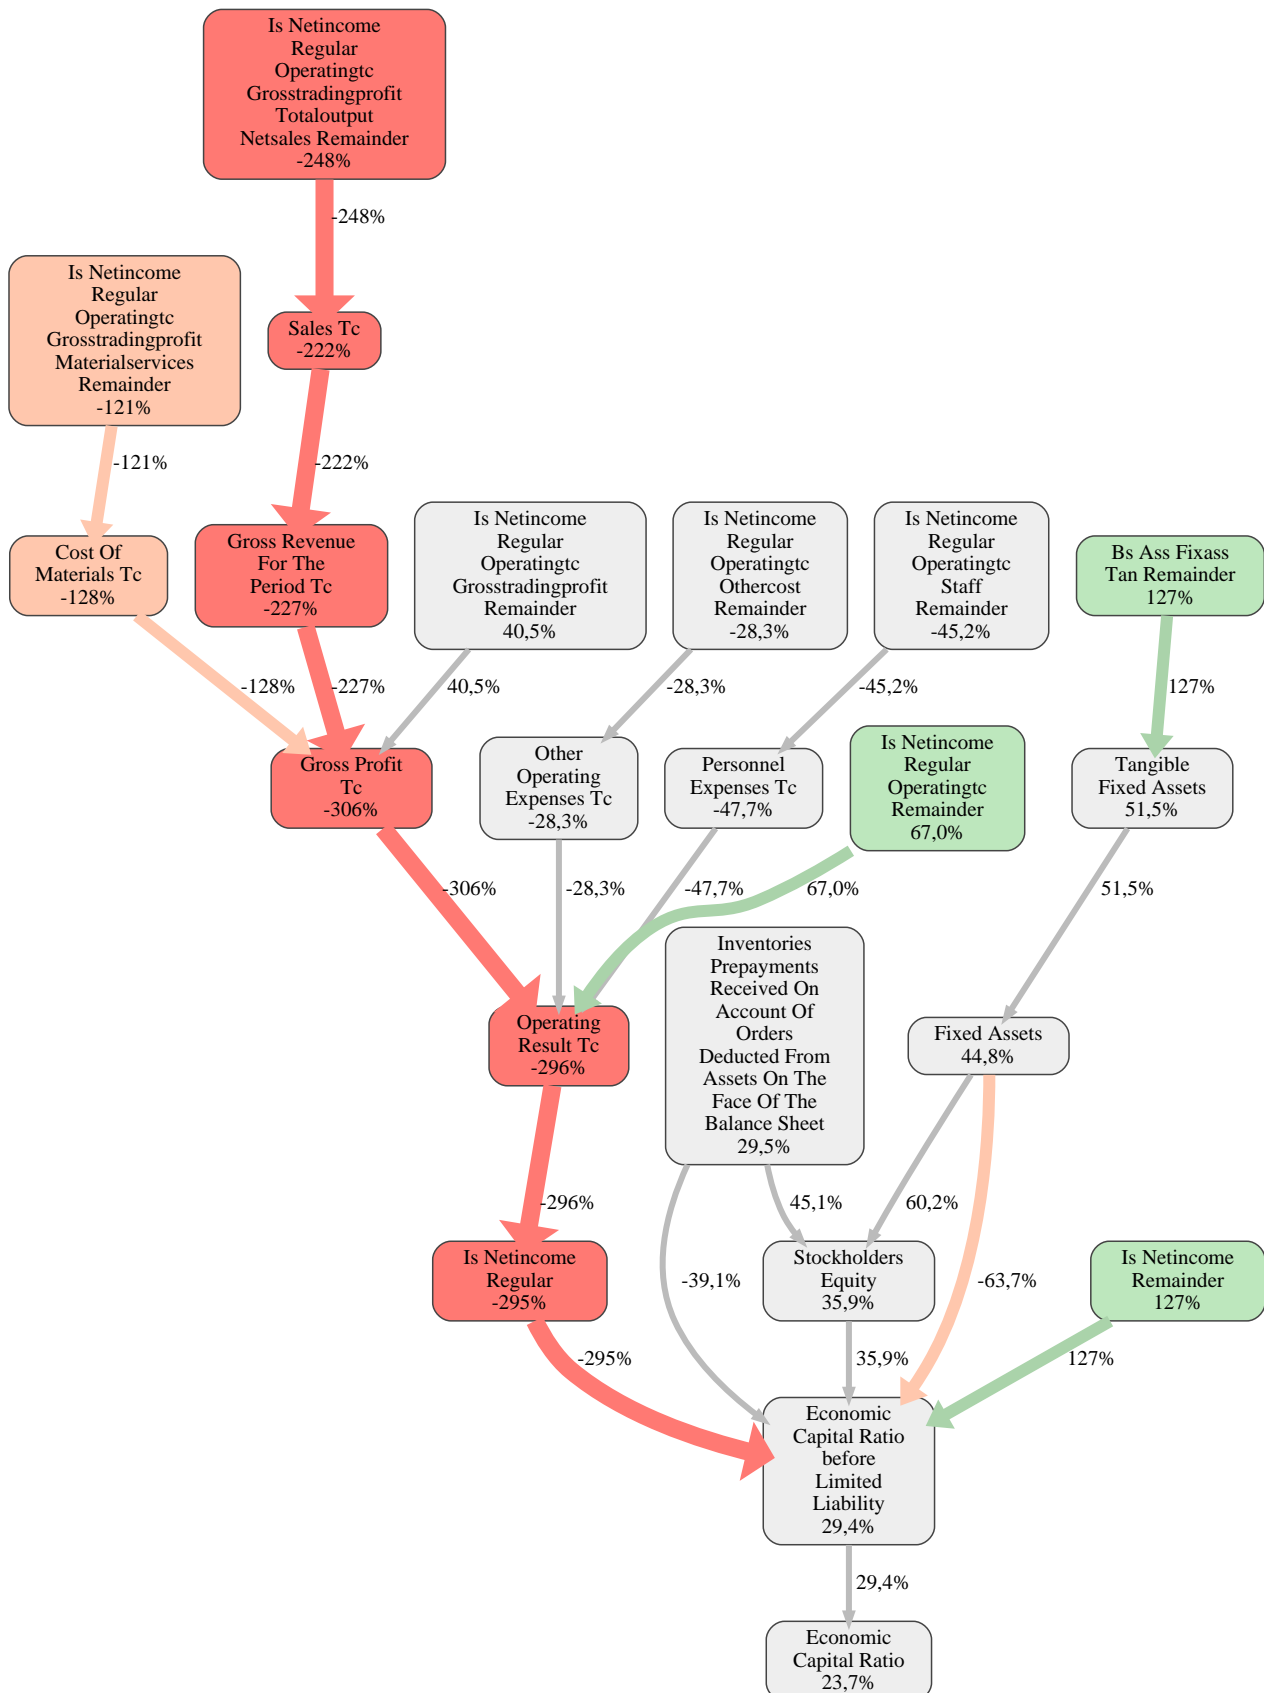 Is Netincome
Regular
Operatingtc
Grosstradingprofit
Totaloutput
Netsales Remainder
-248%
-248%
Is Netincome
Regular
Operatingtc
Grosstradingprofit
Materialservices
Remainder
-121%
Sales Tc
-222%
-121%
-222%
Cost Of
Materials Tc
-128%
Gross Revenue
For The
Period Tc
-227%
Is Netincome
Regular
Operatingtc
Grosstradingprofit
Remainder
40,5%
Is Netincome
Regular
Operatingtc
Othercost
Remainder
-28,3%
Is Netincome
Regular
Operatingtc
Staff
Remainder
-45,2%
Bs Ass Fixass
Tan Remainder
127%
-128%
-227%
40,5%
-28,3%
-45,2%
127%
Gross Profit
Tc
-306%
Other
Operating
Expenses Tc
-28,3%
Personnel
Expenses Tc
-47,7%
Is Netincome
Regular
Operatingtc
Remainder
67,0%
Tangible
Fixed Assets
51,5%
-306%
-28,3%
-47,7%
67,0%
51,5%
Inventories
Prepayments
Received On
Account Of
Orders
Deducted From
Assets On The
Face Of The
Balance Sheet
29,5%
Operating
Result Tc
-296%
Fixed Assets
44,8%
-296%
45,1%
60,2%
Is Netincome
Regular
-295%
-39,1%
Stockholders
Equity
35,9%
-63,7%
Is Netincome
Remainder
127%
-295%
35,9%
127%
Economic
Capital Ratio
before
Limited
Liability
29,4%
29,4%
Economic
Capital Ratio
23,7%